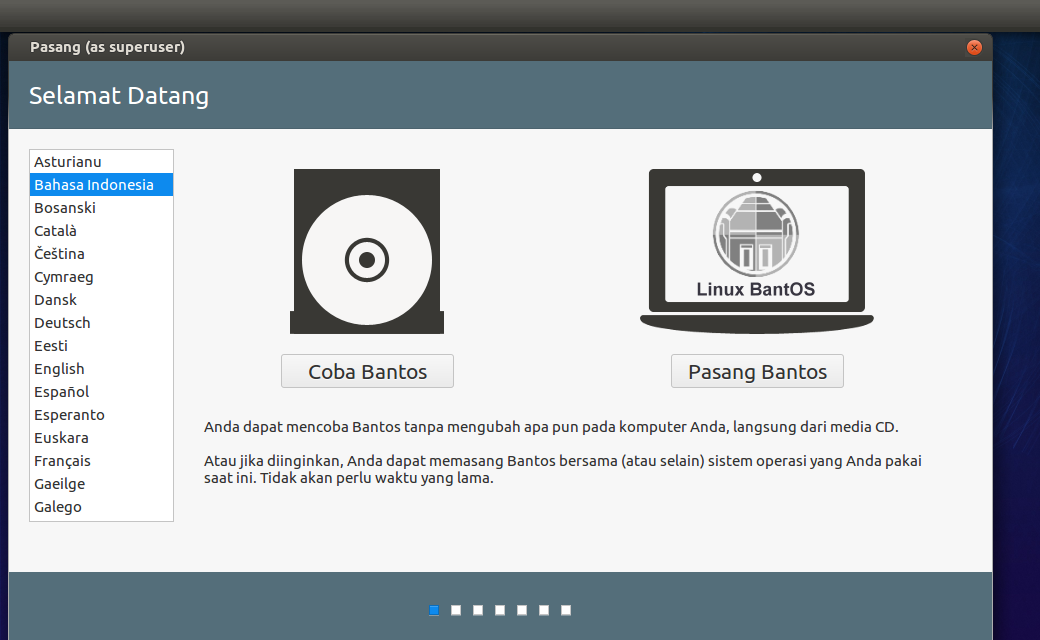 Pasang (as superuser)
Selamat Datang
Asturianu
Bahasa Indonesia
Bosanski
Català
Čeština
Cymraeg
Dansk
Deutsch
Eesti
English
Español
Esperanto
Euskara
Français
Gaeilge
Galego
Linux BantOS
Coba Bantos
Pasang Bantos
Anda dapat mencoba Bantos tanpa mengubah apa pun pada komputer Anda, langsung dari media CD.
Atau jika diinginkan, Anda dapat memasang Bantos bersama (atau selain) sistem operasi yang Anda pakai
saat ini. Tidak akan perlu waktu yang lama.